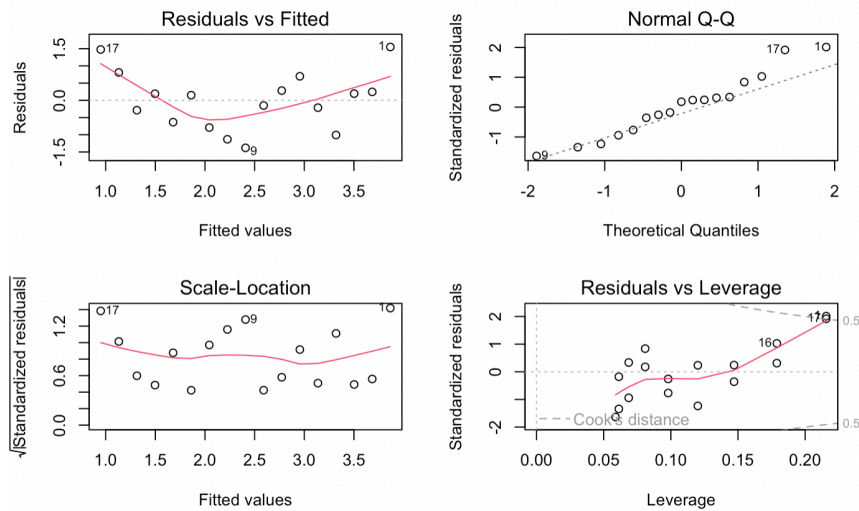 Residuals vs Fitted
Residuals
1.5
0.0
-1.5
17
1
9
1.0 1.5 2.0 2.5 3.0 3.5
Fitted values
Normal Q-Q
Standardized residuals
2
1
0
-1
17
1
9
-2 -1 0 1 2
Theoretical Quantiles
Scale-Location
√|Standardized residuals|
1.2
0.6
0.0
17
1
9
1.0 1.5 2.0 2.5 3.0 3.5
Fitted values
Residuals vs Leverage
Standardized residuals
2
1
0
-2
17
1
16
0.5
0.5
Cook's distance
0.00 0.05 0.10 0.15 0.20
Leverage